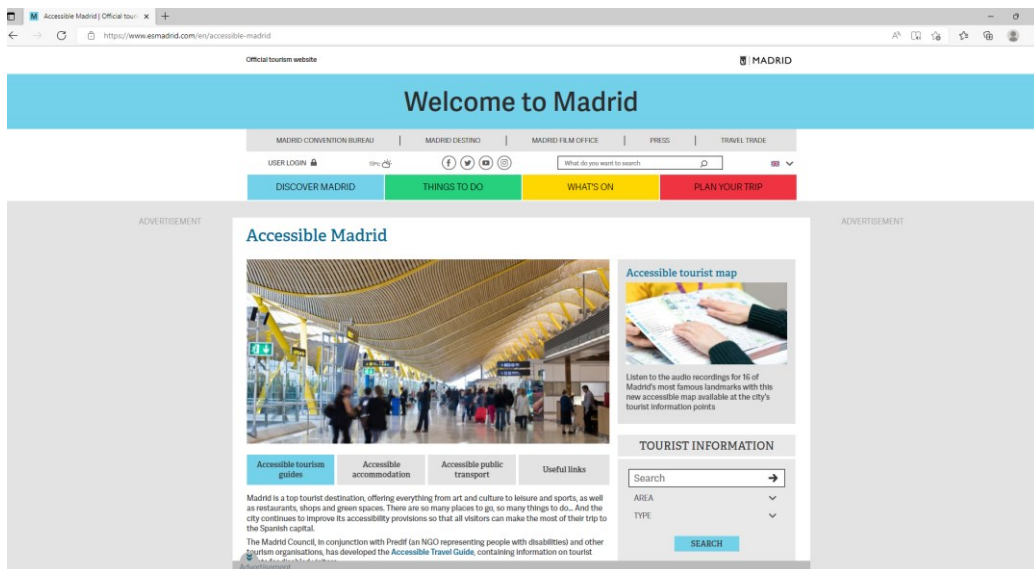 Accessible Madrid | Official tour
https://www.esmadrid.com/en/accessible-madrid
Official tourism website
MADRID
Welcome to Madrid
MADRID CONVENTION BUREAU | MADRID DESTINO | MADRID FILM OFFICE | PRESS | TRAVEL TRADE
USER LOGIN
What do you want to search
DISCOVER MADRID THINGS TO DO WHAT'S ON PLAN YOUR TRIP
ADVERTISEMENT
ADVERTISEMENT
Accessible Madrid
Accessible tourist map
Listen to the audio recordings for 16 of
Madrid's most famous landmarks with this
new accessible map available at the city's
tourist information points
TOURIST INFORMATION
Search
AREA
TYPE
SEARCH
Accessible tourism
guides
Accessible
accommodation
Accessible public
transport
Useful links
Madrid is a top tourist destination, offering everything from art and culture to leisure and sports, as well
as restaurants, shops and green spaces. There are so many places to go, so many things to do... And the
city continues to improve its accessibility provisions so that all visitors can make the most of their trip to
the Spanish capital.
The Madrid Council, in conjunction with Predif (an NGO representing people with disabilities) and other
tourism organisations, has developed the Accessible Travel Guide, containing information on tourist
Advertisement